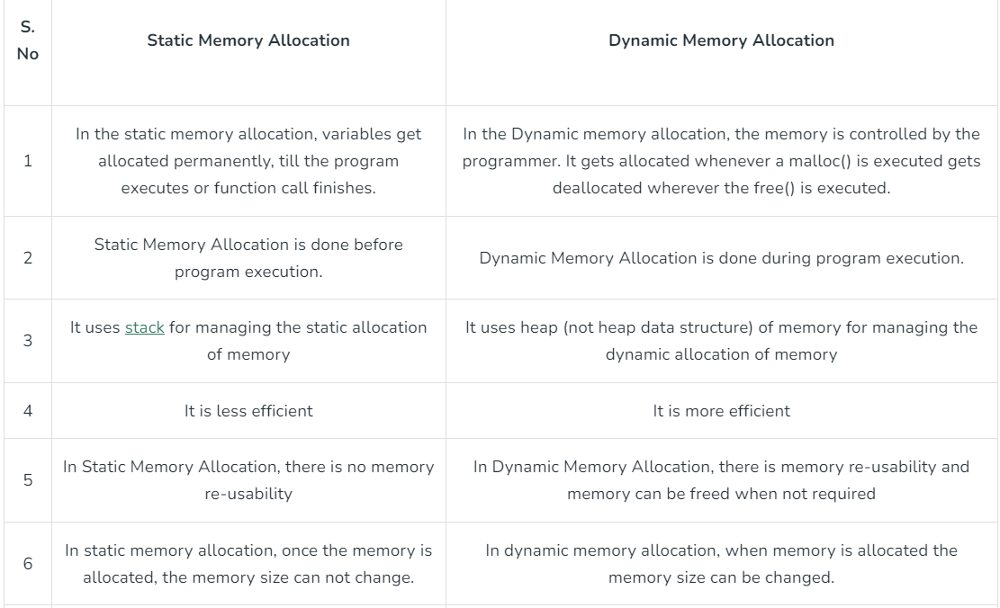 S.
No
Static Memory Allocation
Dynamic Memory Allocation
1
In the static memory allocation, variables get
allocated permanently, till the program
executes or function call finishes.
In the Dynamic memory allocation, the memory is controlled by the
programmer. It gets allocated whenever a malloc() is executed gets
deallocated wherever the free() is executed.
2
Static Memory Allocation is done before
program execution.
Dynamic Memory Allocation is done during program execution.
3
It uses stack for managing the static allocation
of memory
It uses heap (not heap data structure) of memory for managing the
dynamic allocation of memory
4
It is less efficient
It is more efficient
5
In Static Memory Allocation, there is no memory
re-usability
In Dynamic Memory Allocation, there is memory re-usability and
memory can be freed when not required
6
In static memory allocation, once the memory is
allocated, the memory size can not change.
In dynamic memory allocation, when memory is allocated the
memory size can be changed.